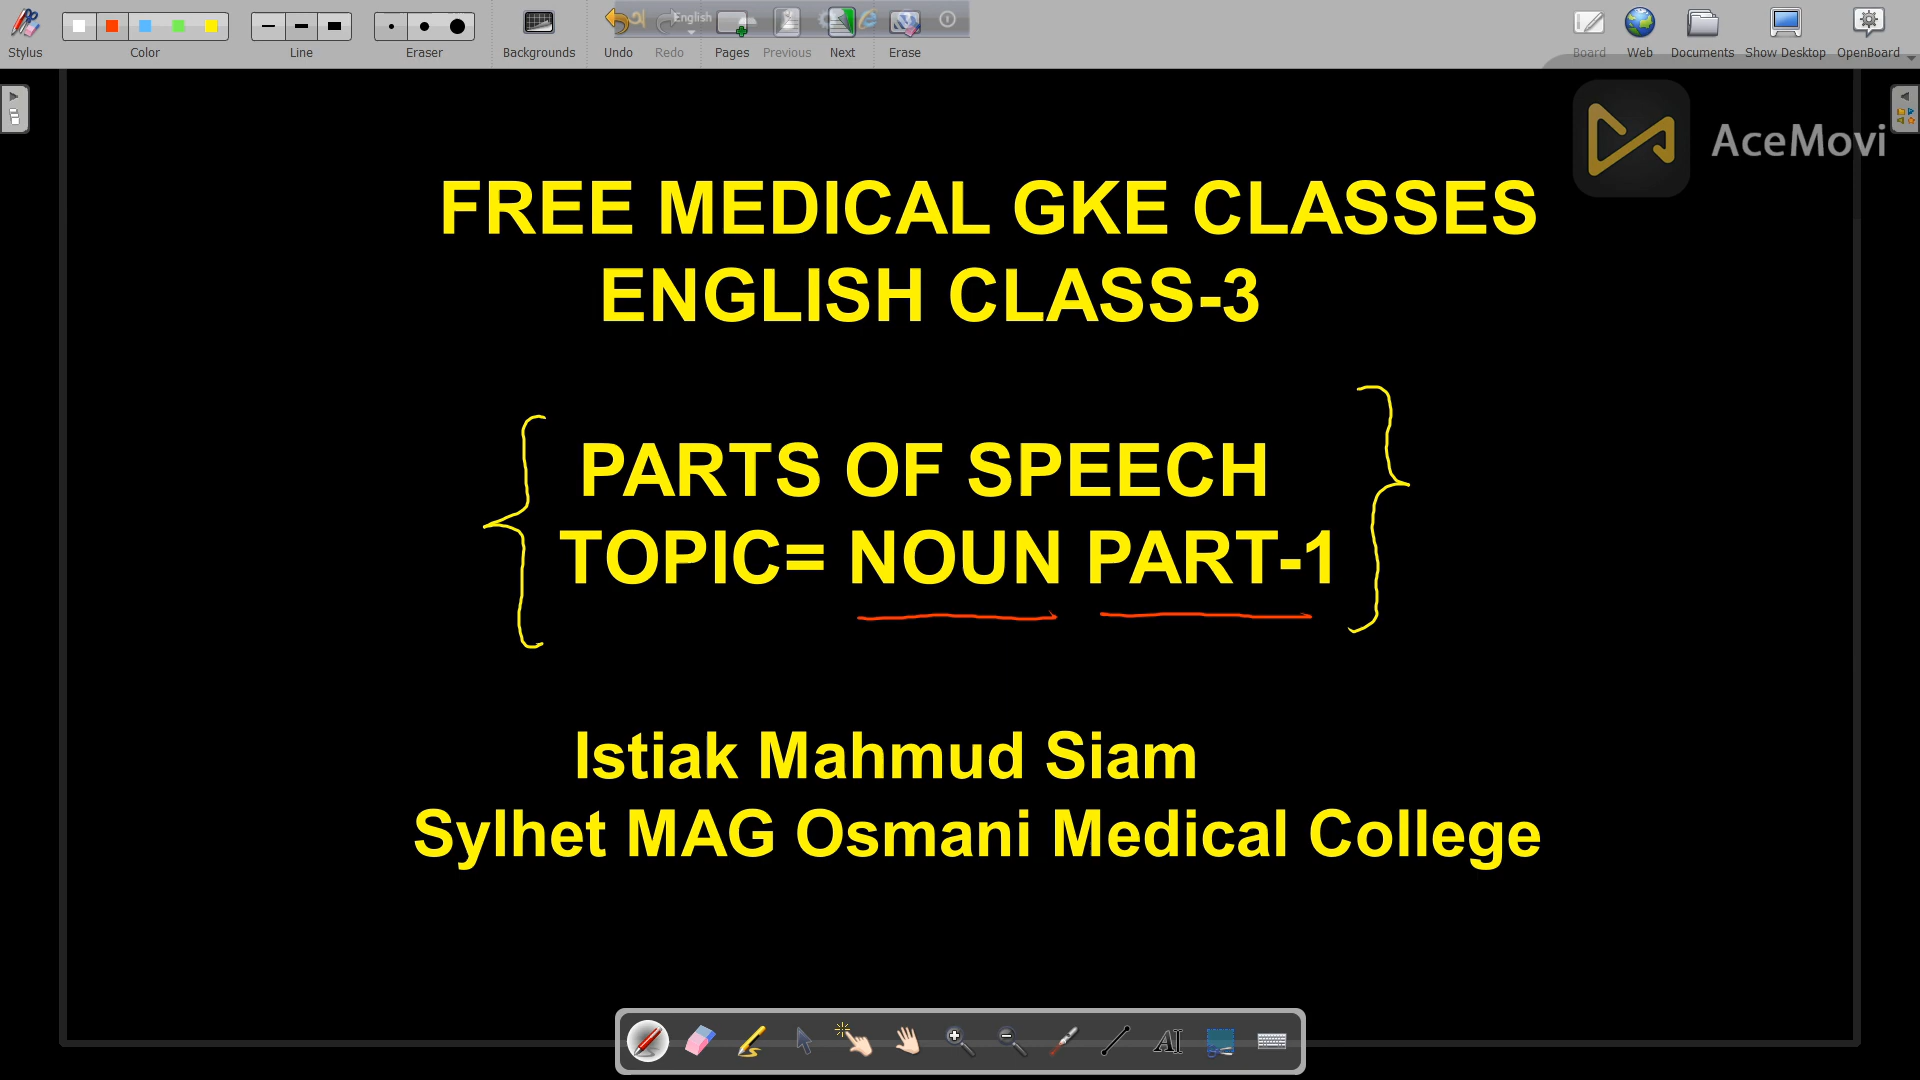 Stylus Color Line Eraser Backgrounds Undo Redo Pages Previous Next Erase Board Web Documents Show Desktop OpenBoard
English
AceMovi
FREE MEDICAL GKE CLASSES
ENGLISH CLASS-3
PARTS OF SPEECH
TOPIC= NOUN PART-1
Istiak Mahmud Siam
Sylhet MAG Osmani Medical College